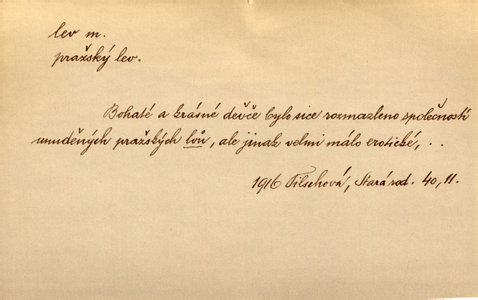 lev m.
pražský lev.
Bohaté a krásné děvče bylo sice rozmazleno společností
unuděných pražských lvů, ale jinak velmi málo erotické, . .
1916 Tilschová, Stará rod. 40, 11.